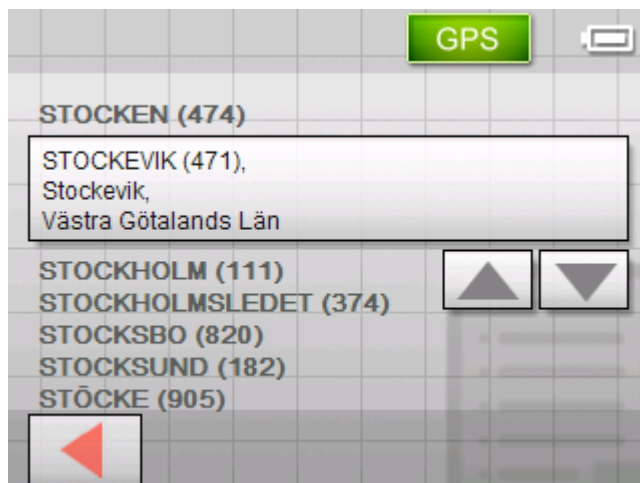 GPS
STOCKEN (474)
STOCKEVIK (471),
Stockevik,
Västra Götalands Län
STOCKHOLM (111)
STOCKHOLMSLEDET (374)
STOCKSBO (820)
STOCKSUND (182)
STÖCKE (905)